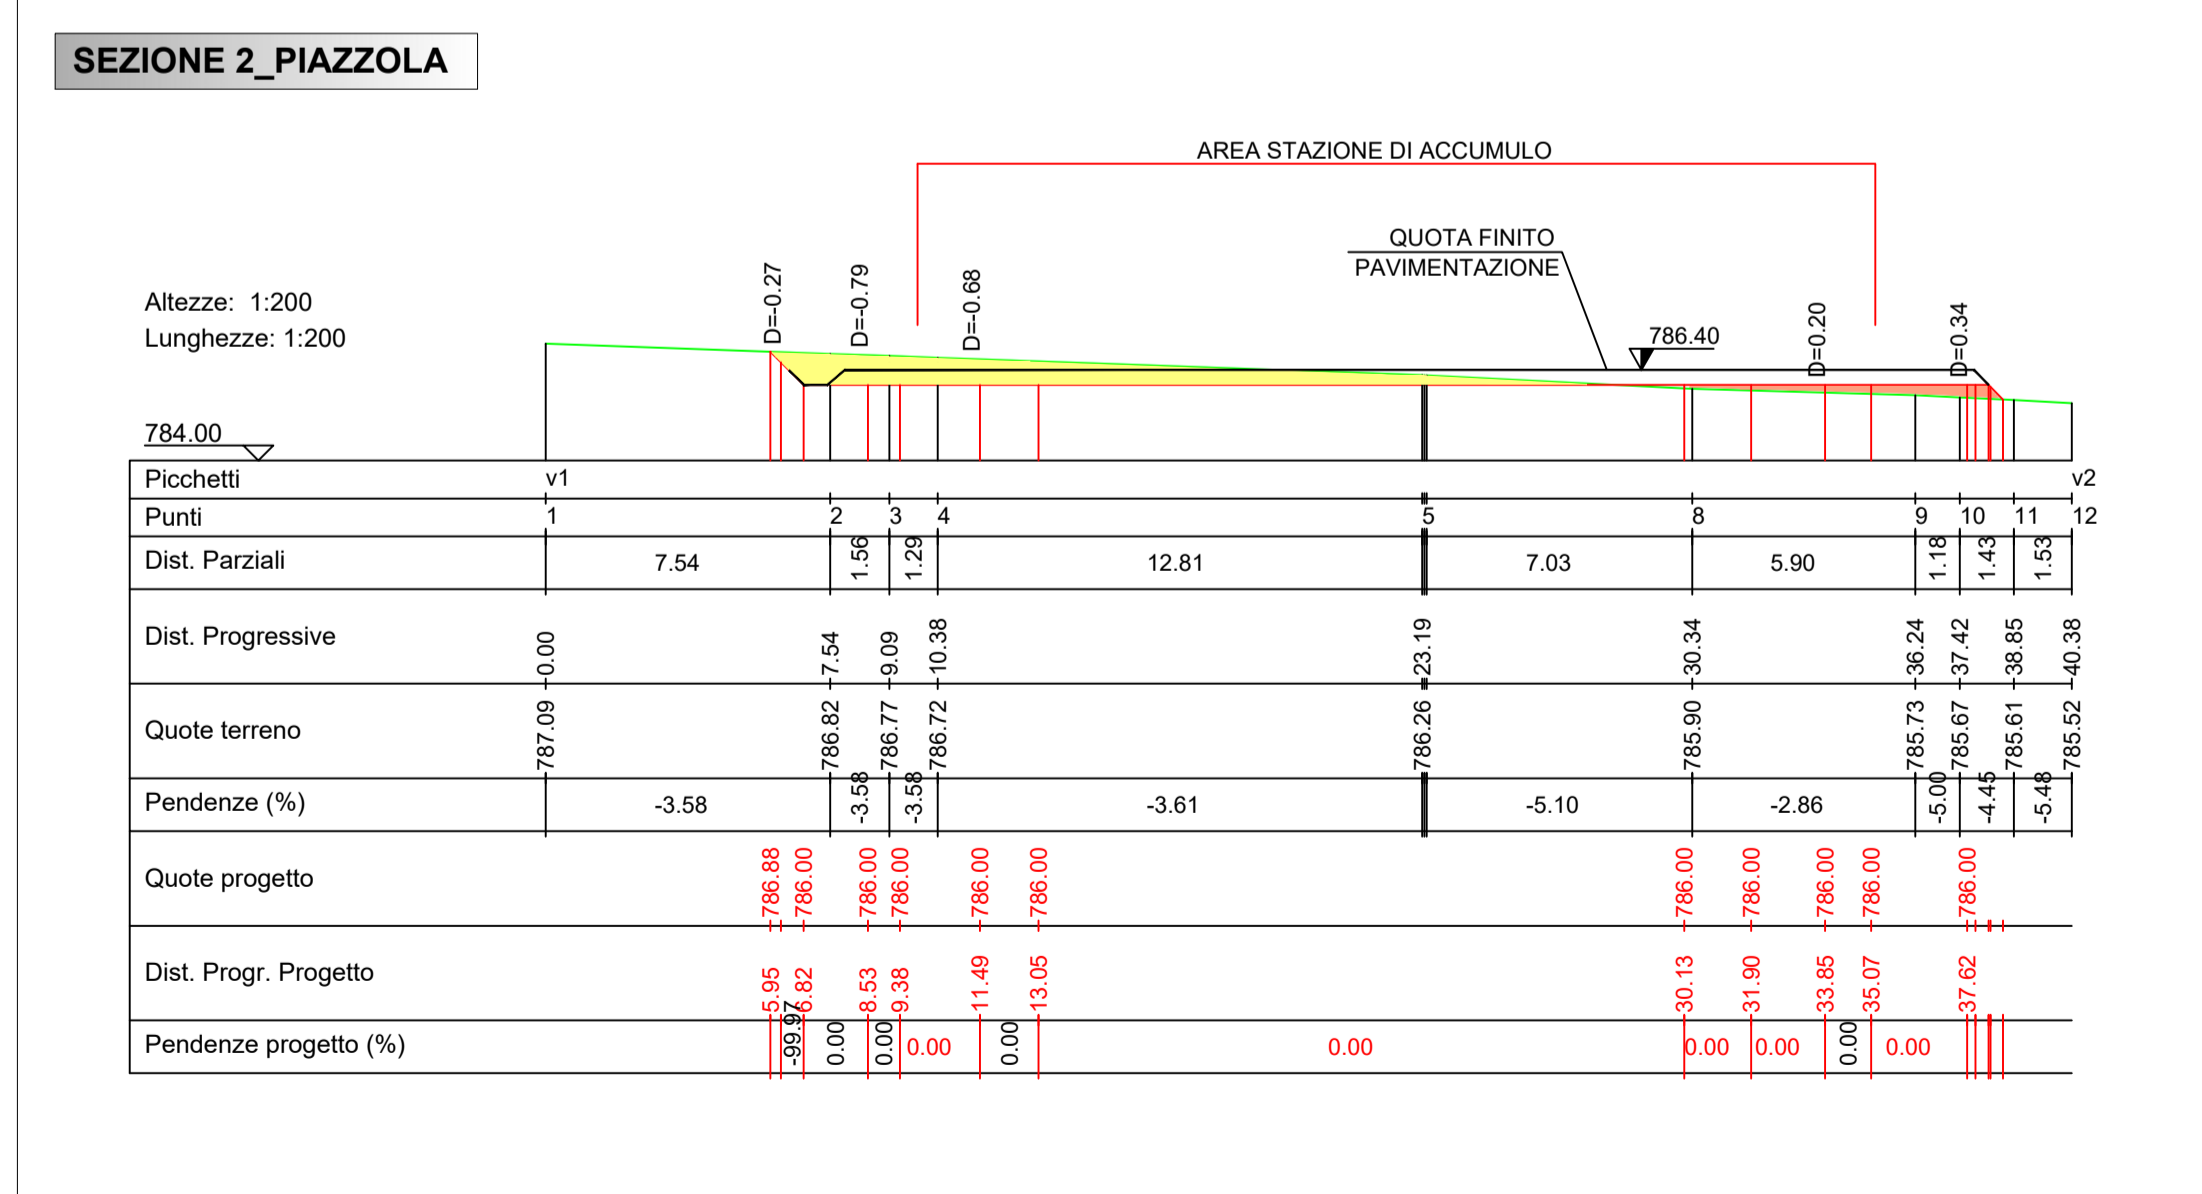 SEZIONE 2_PIAZZOLA
AREA STAZIONE DI ACCUMULO
QUOTA FINITO
PAVIMENTAZIONE
Altezze: 1:200
Lunghezze: 1:200
D=-0.27
D=-0.79
D=-0.68
786.40
D=0.20
D=0.34
784.00
Picchetti v1 v2
Punti 1 2 3 4 5 8 9 10 11 12
Dist. Parziali 7.54 1.56 1.29 12.81 7.03 5.90 1.18 1.43 1.53
Dist. Progressive 0.00 7.54 9.09 10.38 23.19 30.34 36.24 37.42 38.85 40.38
Quote terreno 787.09 786.82 786.77 786.72 786.26 785.90 785.73 785.67 785.61 785.52
Pendenze (%) -3.58 -3.58 -3.58 -3.61 -5.10 -2.86 -5.00 -4.45 -5.48
Quote progetto 786.88 786.00 786.00 786.00 786.00 786.00 786.00 786.00 786.00 786.00 786.00
Dist. Progr. Progetto 5.95 6.82 8.53 9.38 11.49 13.05 30.13 31.90 33.85 35.07 37.62
Pendenze progetto (%) -99.97 0.00 0.00 0.00 0.00 0.00 0.00 0.00 0.00 0.00